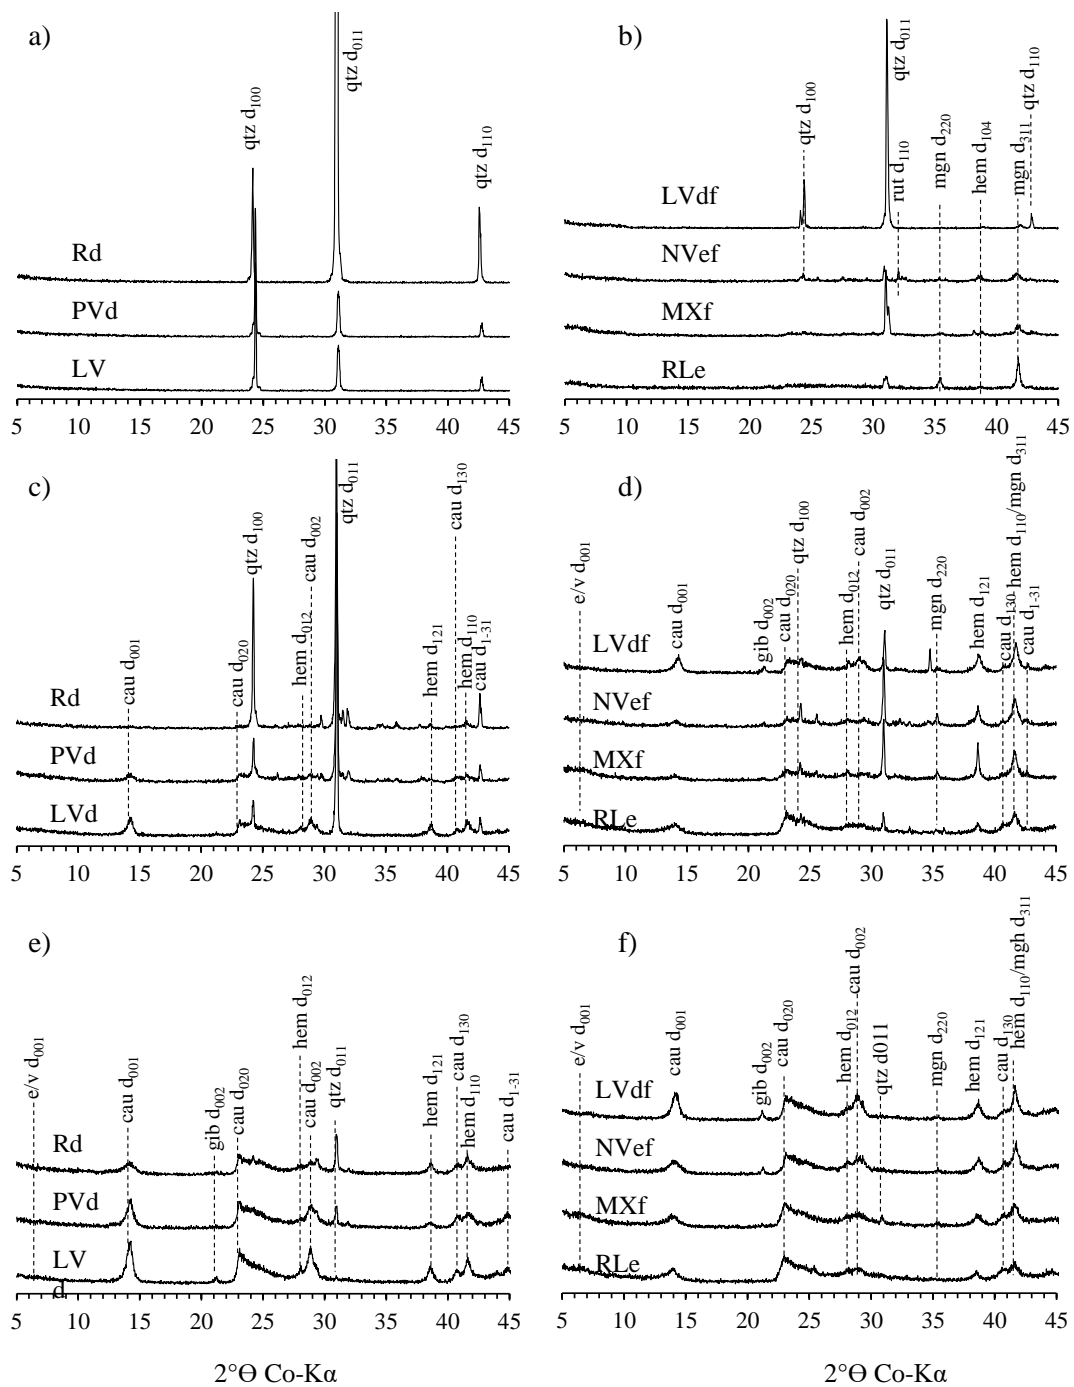 a)
qtz d100
qtz d011
qtz d110
Rd
PVd
LV
5 10 15 20 25 30 35 40 45
b)
qtz d100
qtz d011
rut d110
mgn d220
hem d104
mgn d311
qtz d110
LVdf
NVef
MXf
RLe
5 10 15 20 25 30 35 40 45
c)
cau d001
cau d020
qtz d100
hem d012
cau d002
qtz d011
hem d121
cau d130
hem d110
cau d1-31
Rd
PVd
LVd
5 10 15 20 25 30 35 40 45
d)
e/v d001
cau d001
gib d002
cau d020
qtz d100
hem d012
cau d002
qtz d011
mgn d220
hem d121
cau d130
hem d110/mgn d311
cau d1-31
LVdf
NVef
MXf
RLe
5 10 15 20 25 30 35 40 45
e)
e/v d001
cau d001
gib d002
cau d020
hem d012
cau d002
qtz d011
hem d121
cau d130
hem d110
cau d1-31
Rd
PVd
LV
d
5 10 15 20 25 30 35 40 45
2°Θ Co-Kα
f)
e/v d001
cau d001
gib d002
cau d020
hem d012
cau d002
qtz d011
mgn d220
hem d121
cau d130
hem d110/mgh d311
LVdf
NVef
MXf
RLe
5 10 15 20 25 30 35 40 45
2°Θ Co-Kα